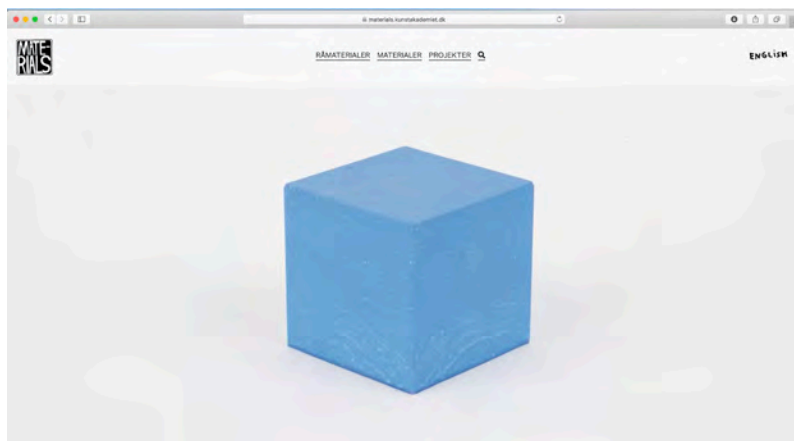 materials.kunstakademiet.dk
MATE-
RIALS
RÅMATERIALER MATERIALER PROJEKTER
ENGLISH